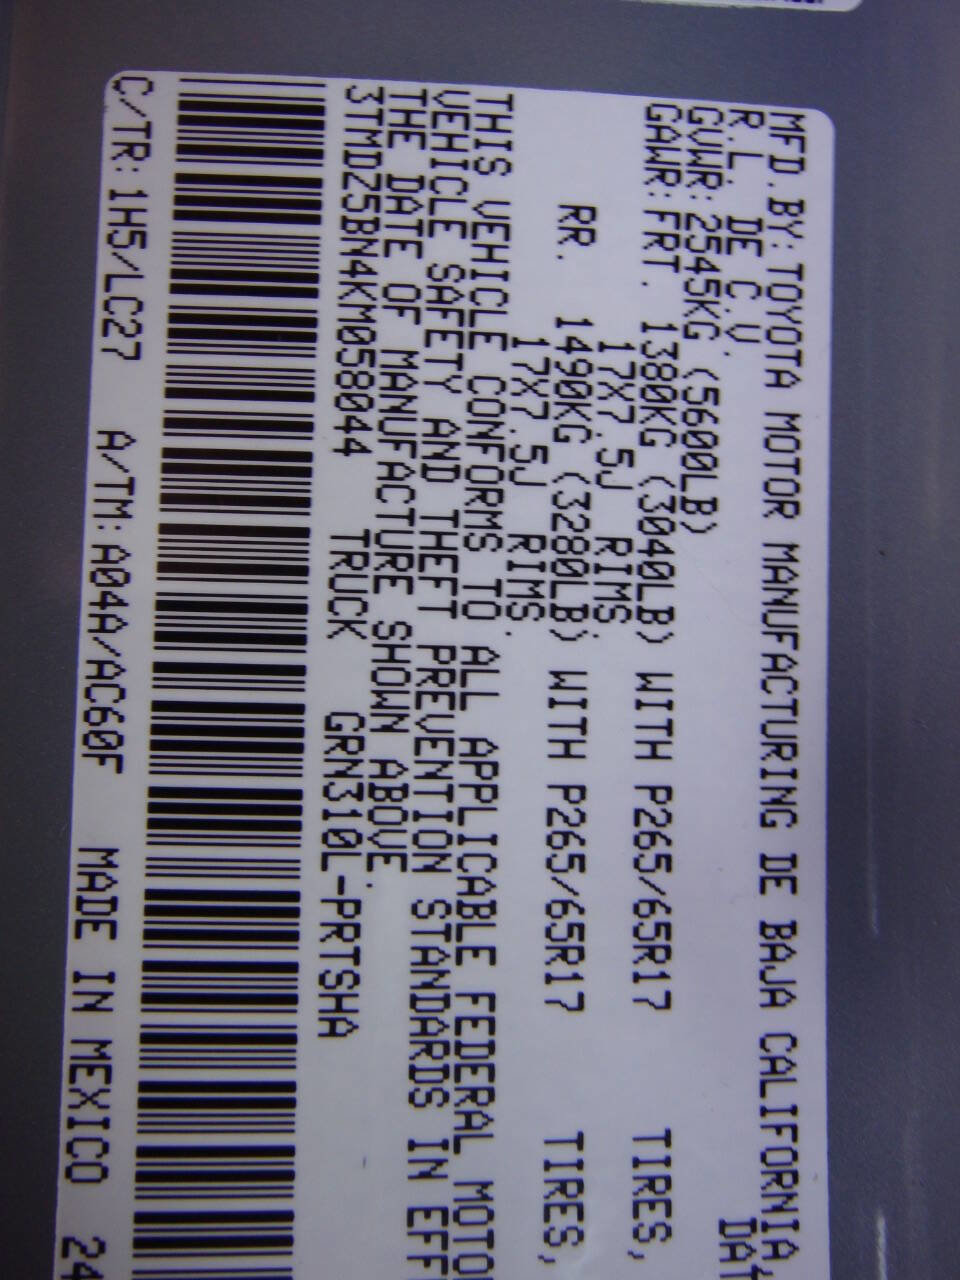 MFD.BY:TOYOTA MOTOR MANUFACTURING DE BAJA CALIFORNIA,
R.L. DE C.V.
GVWR:2545KG (5600LB)
GAWR:FRT. 1380KG (3040LB) WITH P265/65R17 TIRES,
17X7.5J RIMS;
RR. 1490KG (3280LB) WITH P265/65R17 TIRES,
17X7.5J RIMS.
THIS VEHICLE CONFORMS TO ALL APPLICABLE FEDERAL
VEHICLE SAFETY AND THEFT PREVENTION STANDARDS IN
THE DATE OF MANUFACTURE SHOWN ABOVE.
3TMDZ5BN4KM058044 TRUCK GRN310L-PRTSHA
C/TR:1H5/LC27 A/TM:A04A/AC60F MADE IN MEXICO